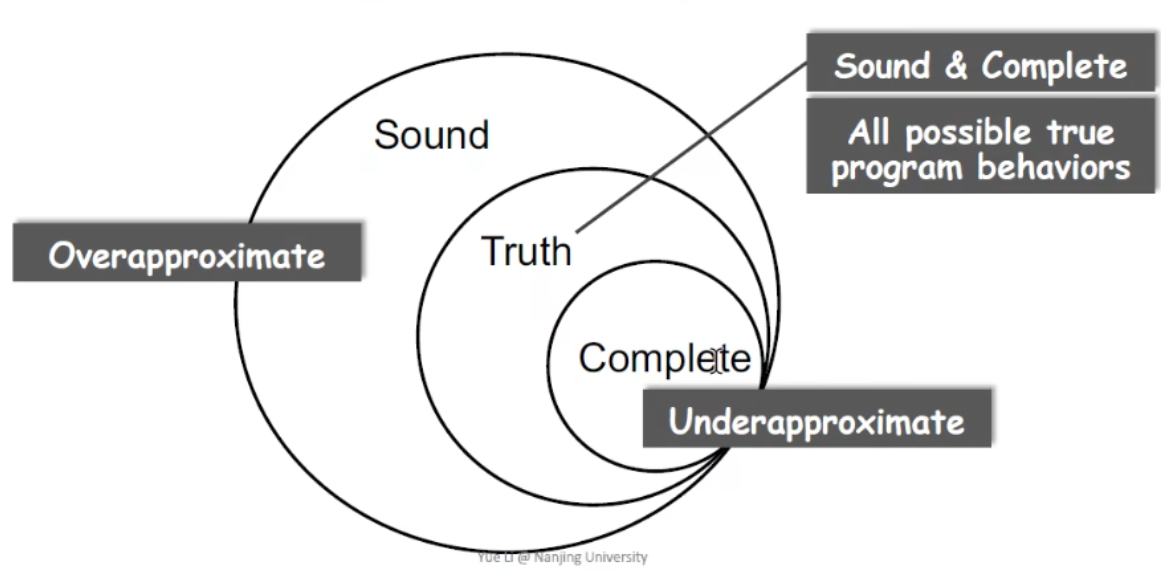 Sound & Complete
All possible true
program behaviors
Sound
Overapproximate
Truth
Complete
Underapproximate
Yue Li @ Nanjing University